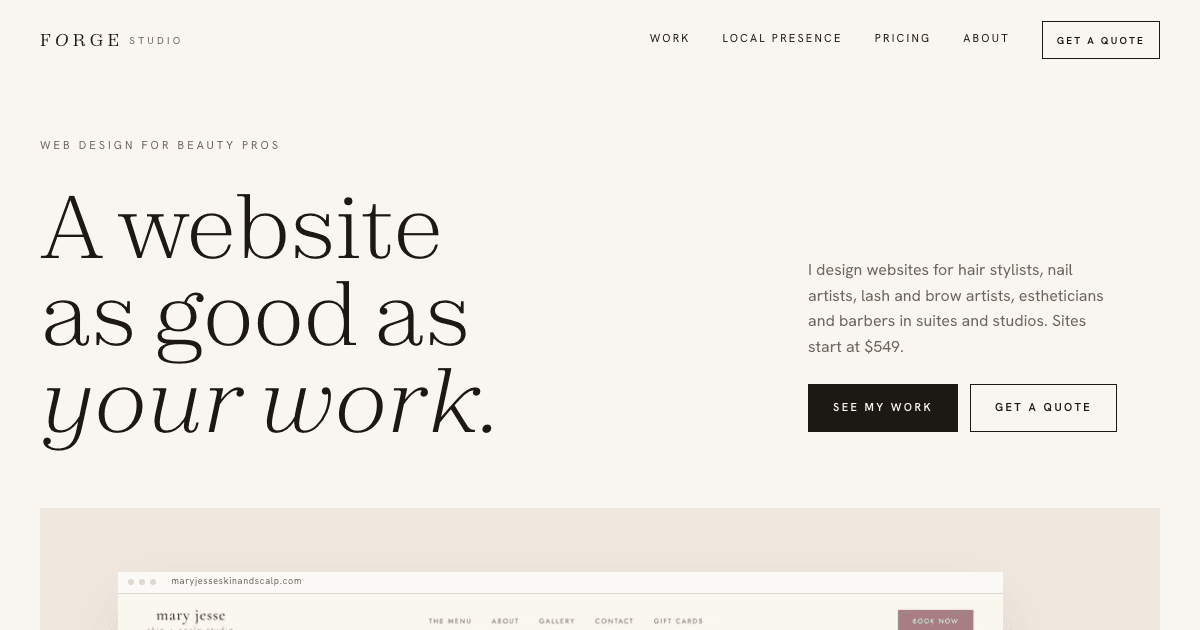 FORGE STUDIO
WORK LOCAL PRESENCE PRICING ABOUT GET A QUOTE
WEB DESIGN FOR BEAUTY PROS
A website
as good as
your work.
I design websites for hair stylists, nail
artists, lash and brow artists, estheticians
and barbers in suites and studios. Sites
start at $549.
SEE MY WORK GET A QUOTE
maryjesseskinandscalp.com
mary jesse
THE MENU ABOUT GALLERY CONTACT GIFT CARDS BOOK NOW